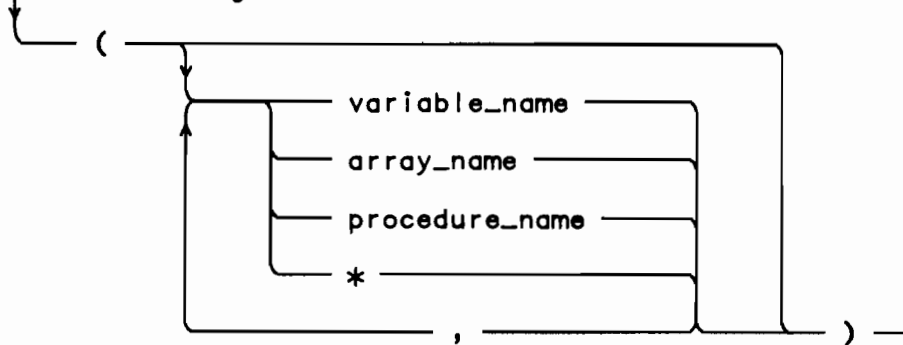 (
variable_name
array_name
procedure_name
*
, )